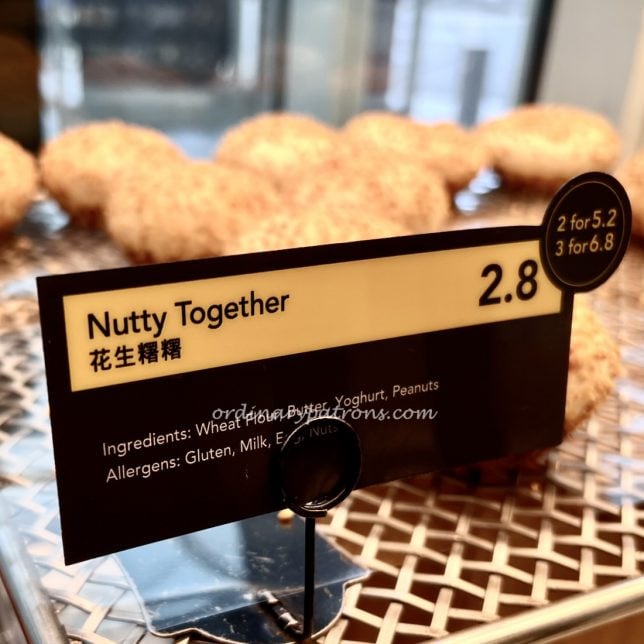 2 for 5.2
3 for 6.8
Nutty Together
2.8
花生糬糬
ordinarypatrons.com
Ingredients: Wheat Flour, Butter, Yoghurt, Peanuts
Allergens: Gluten, Milk, Egg, Nuts